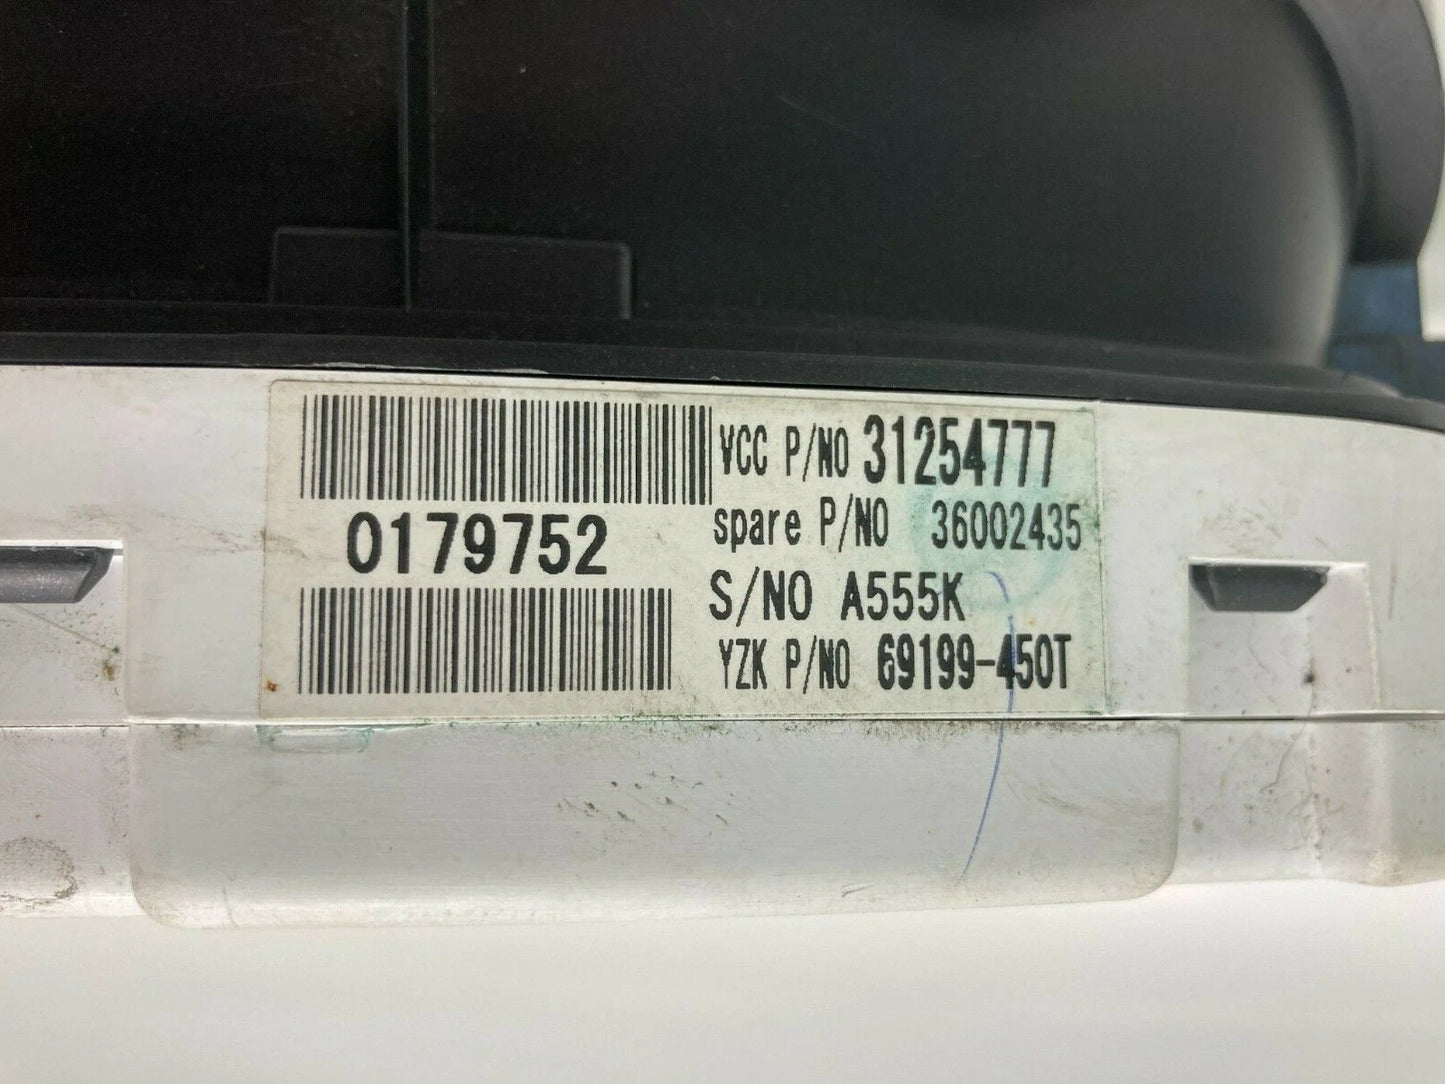 VCC P/NO 31254777
0179752
spare P/NO 36002435
S/NO A555K
YZK P/NO 69199-450T